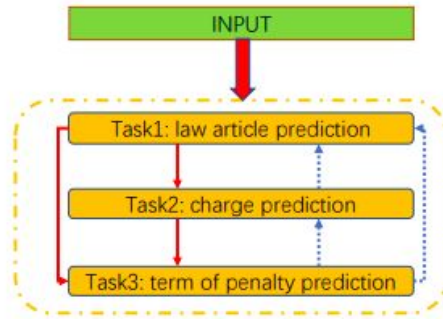 INPUT
Task1: law article prediction
Task2: charge prediction
Task3: term of penalty prediction